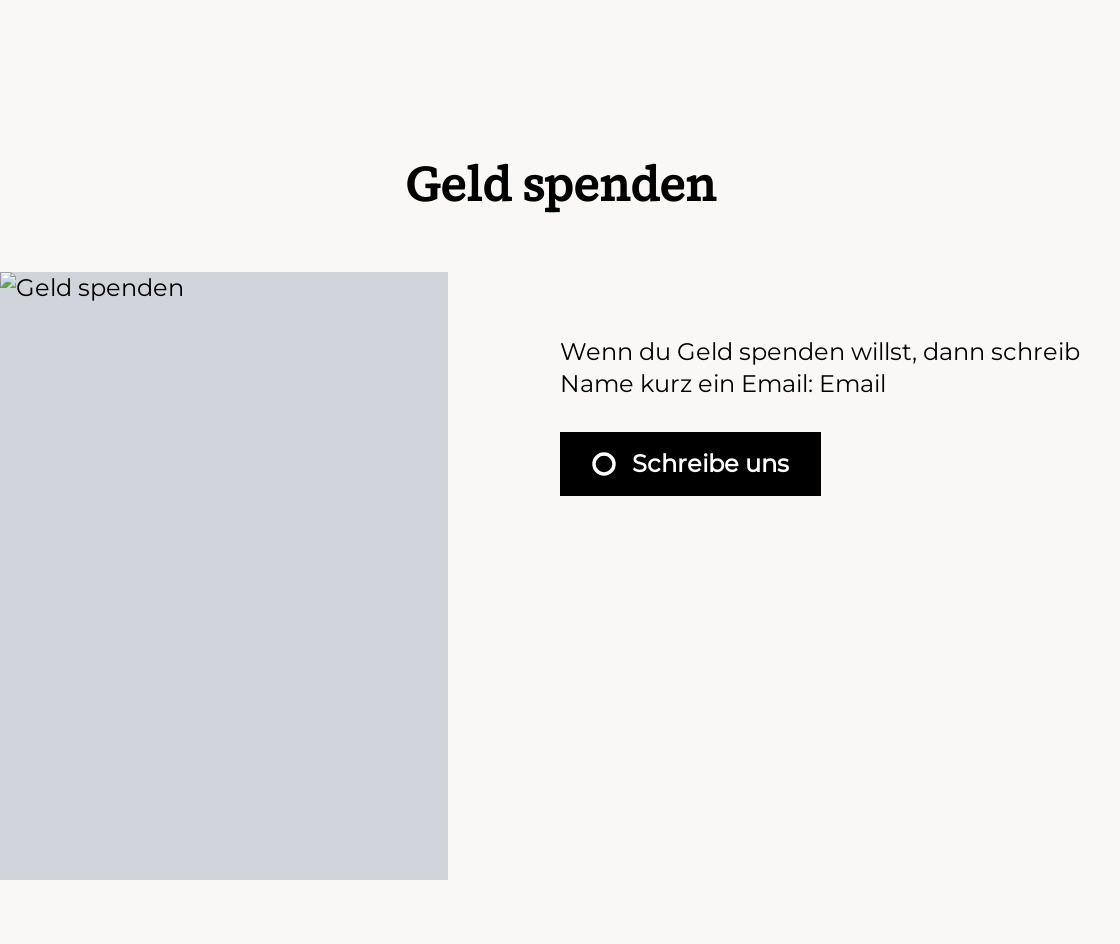 Geld spenden
Geld spenden
Wenn du Geld spenden willst, dann schreib
Name kurz ein Email: Email
Schreibe uns